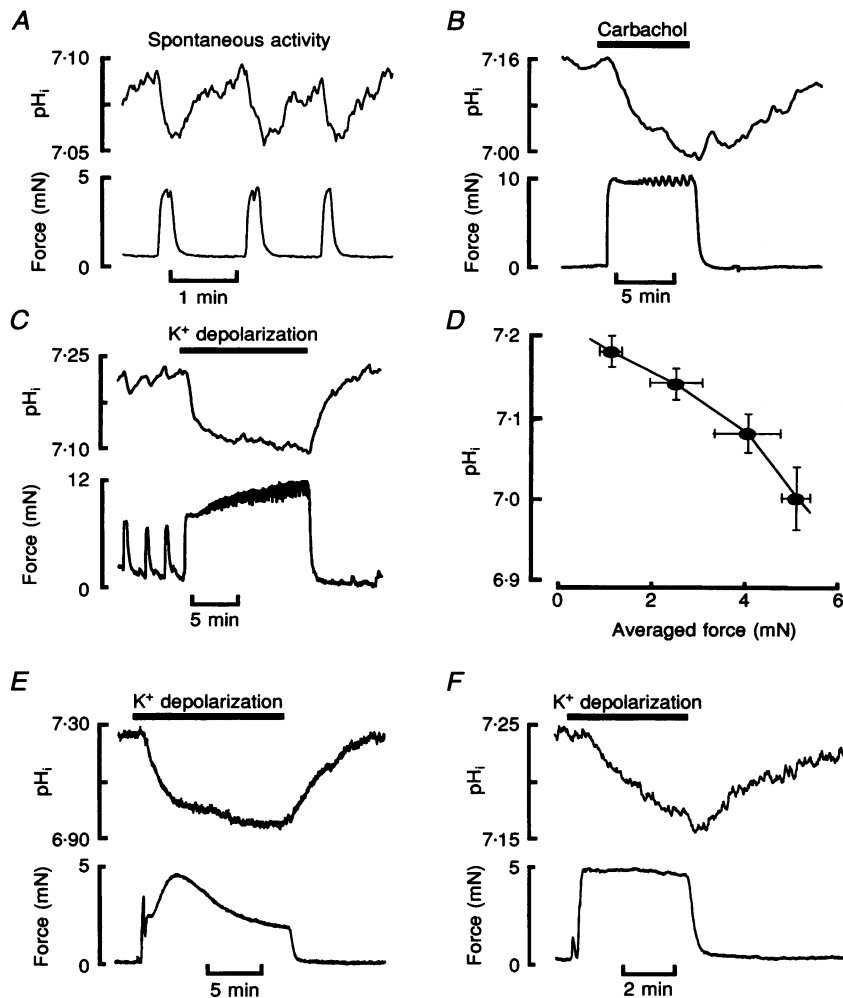 A
Spontaneous activity
7·10
pHi
7·05
5
Force (mN)
0
1 min
B
Carbachol
7·16
pHi
7·00
10
Force (mN)
0
5 min
C
K+ depolarization
7·25
pHi
7·10
12
Force (mN)
0
5 min
D
7·2
7·1
pHi
7·0
6·9
0 2 4 6
Averaged force (mN)
E
K+ depolarization
7·30
pHi
6·90
5
Force (mN)
0
5 min
F
K+ depolarization
7·25
pHi
7·15
5
Force (mN)
0
2 min